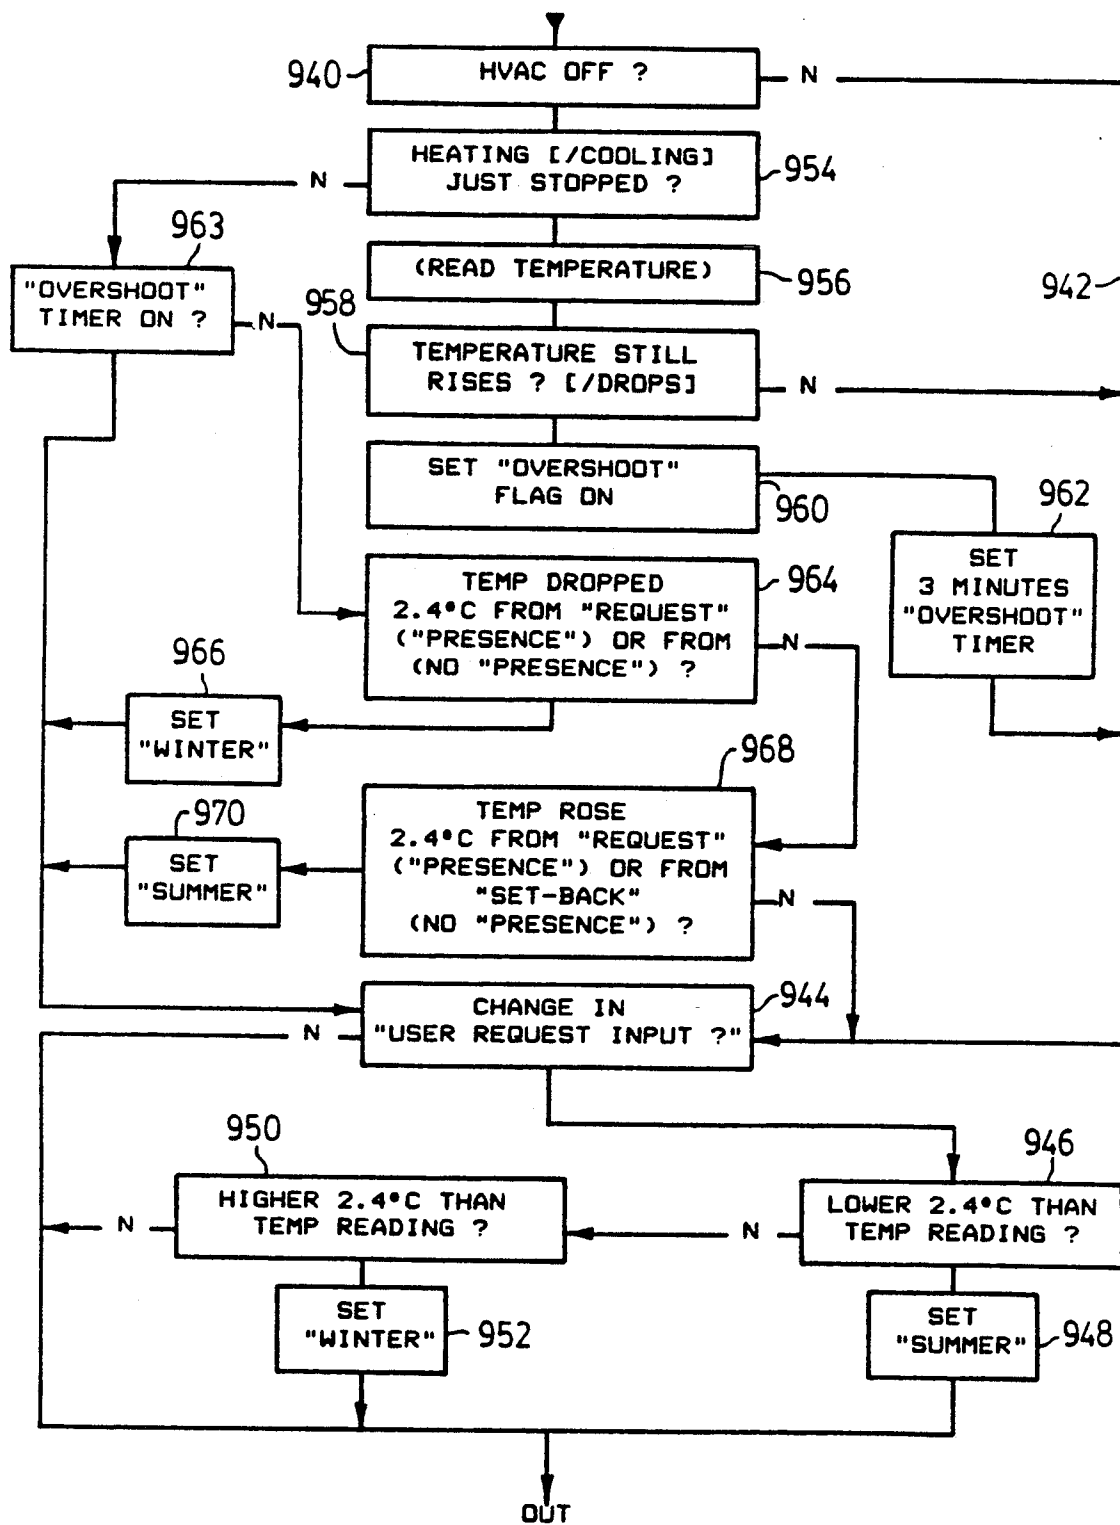 940
HVAC OFF ?
N
HEATING [/COOLING]
JUST STOPPED ?
954
N
963
"OVERSHOOT"
TIMER ON ?
N
(READ TEMPERATURE)
956
942
958
TEMPERATURE STILL
RISES ? [/DROPS]
N
SET "OVERSHOOT"
FLAG ON
960
962
SET
3 MINUTES
"OVERSHOOT"
TIMER
TEMP DROPPED
2.4°C FROM "REQUEST"
("PRESENCE") OR FROM
(NO "PRESENCE") ?
964
N
966
SET
"WINTER"
968
TEMP ROSE
2.4°C FROM "REQUEST"
("PRESENCE") OR FROM
"SET-BACK"
(NO "PRESENCE") ?
N
970
SET
"SUMMER"
CHANGE IN
"USER REQUEST INPUT ?"
944
N
950
HIGHER 2.4°C THAN
TEMP READING ?
N
946
LOWER 2.4°C THAN
TEMP READING ?
N
SET
"WINTER"
952
SET
"SUMMER"
948
OUT